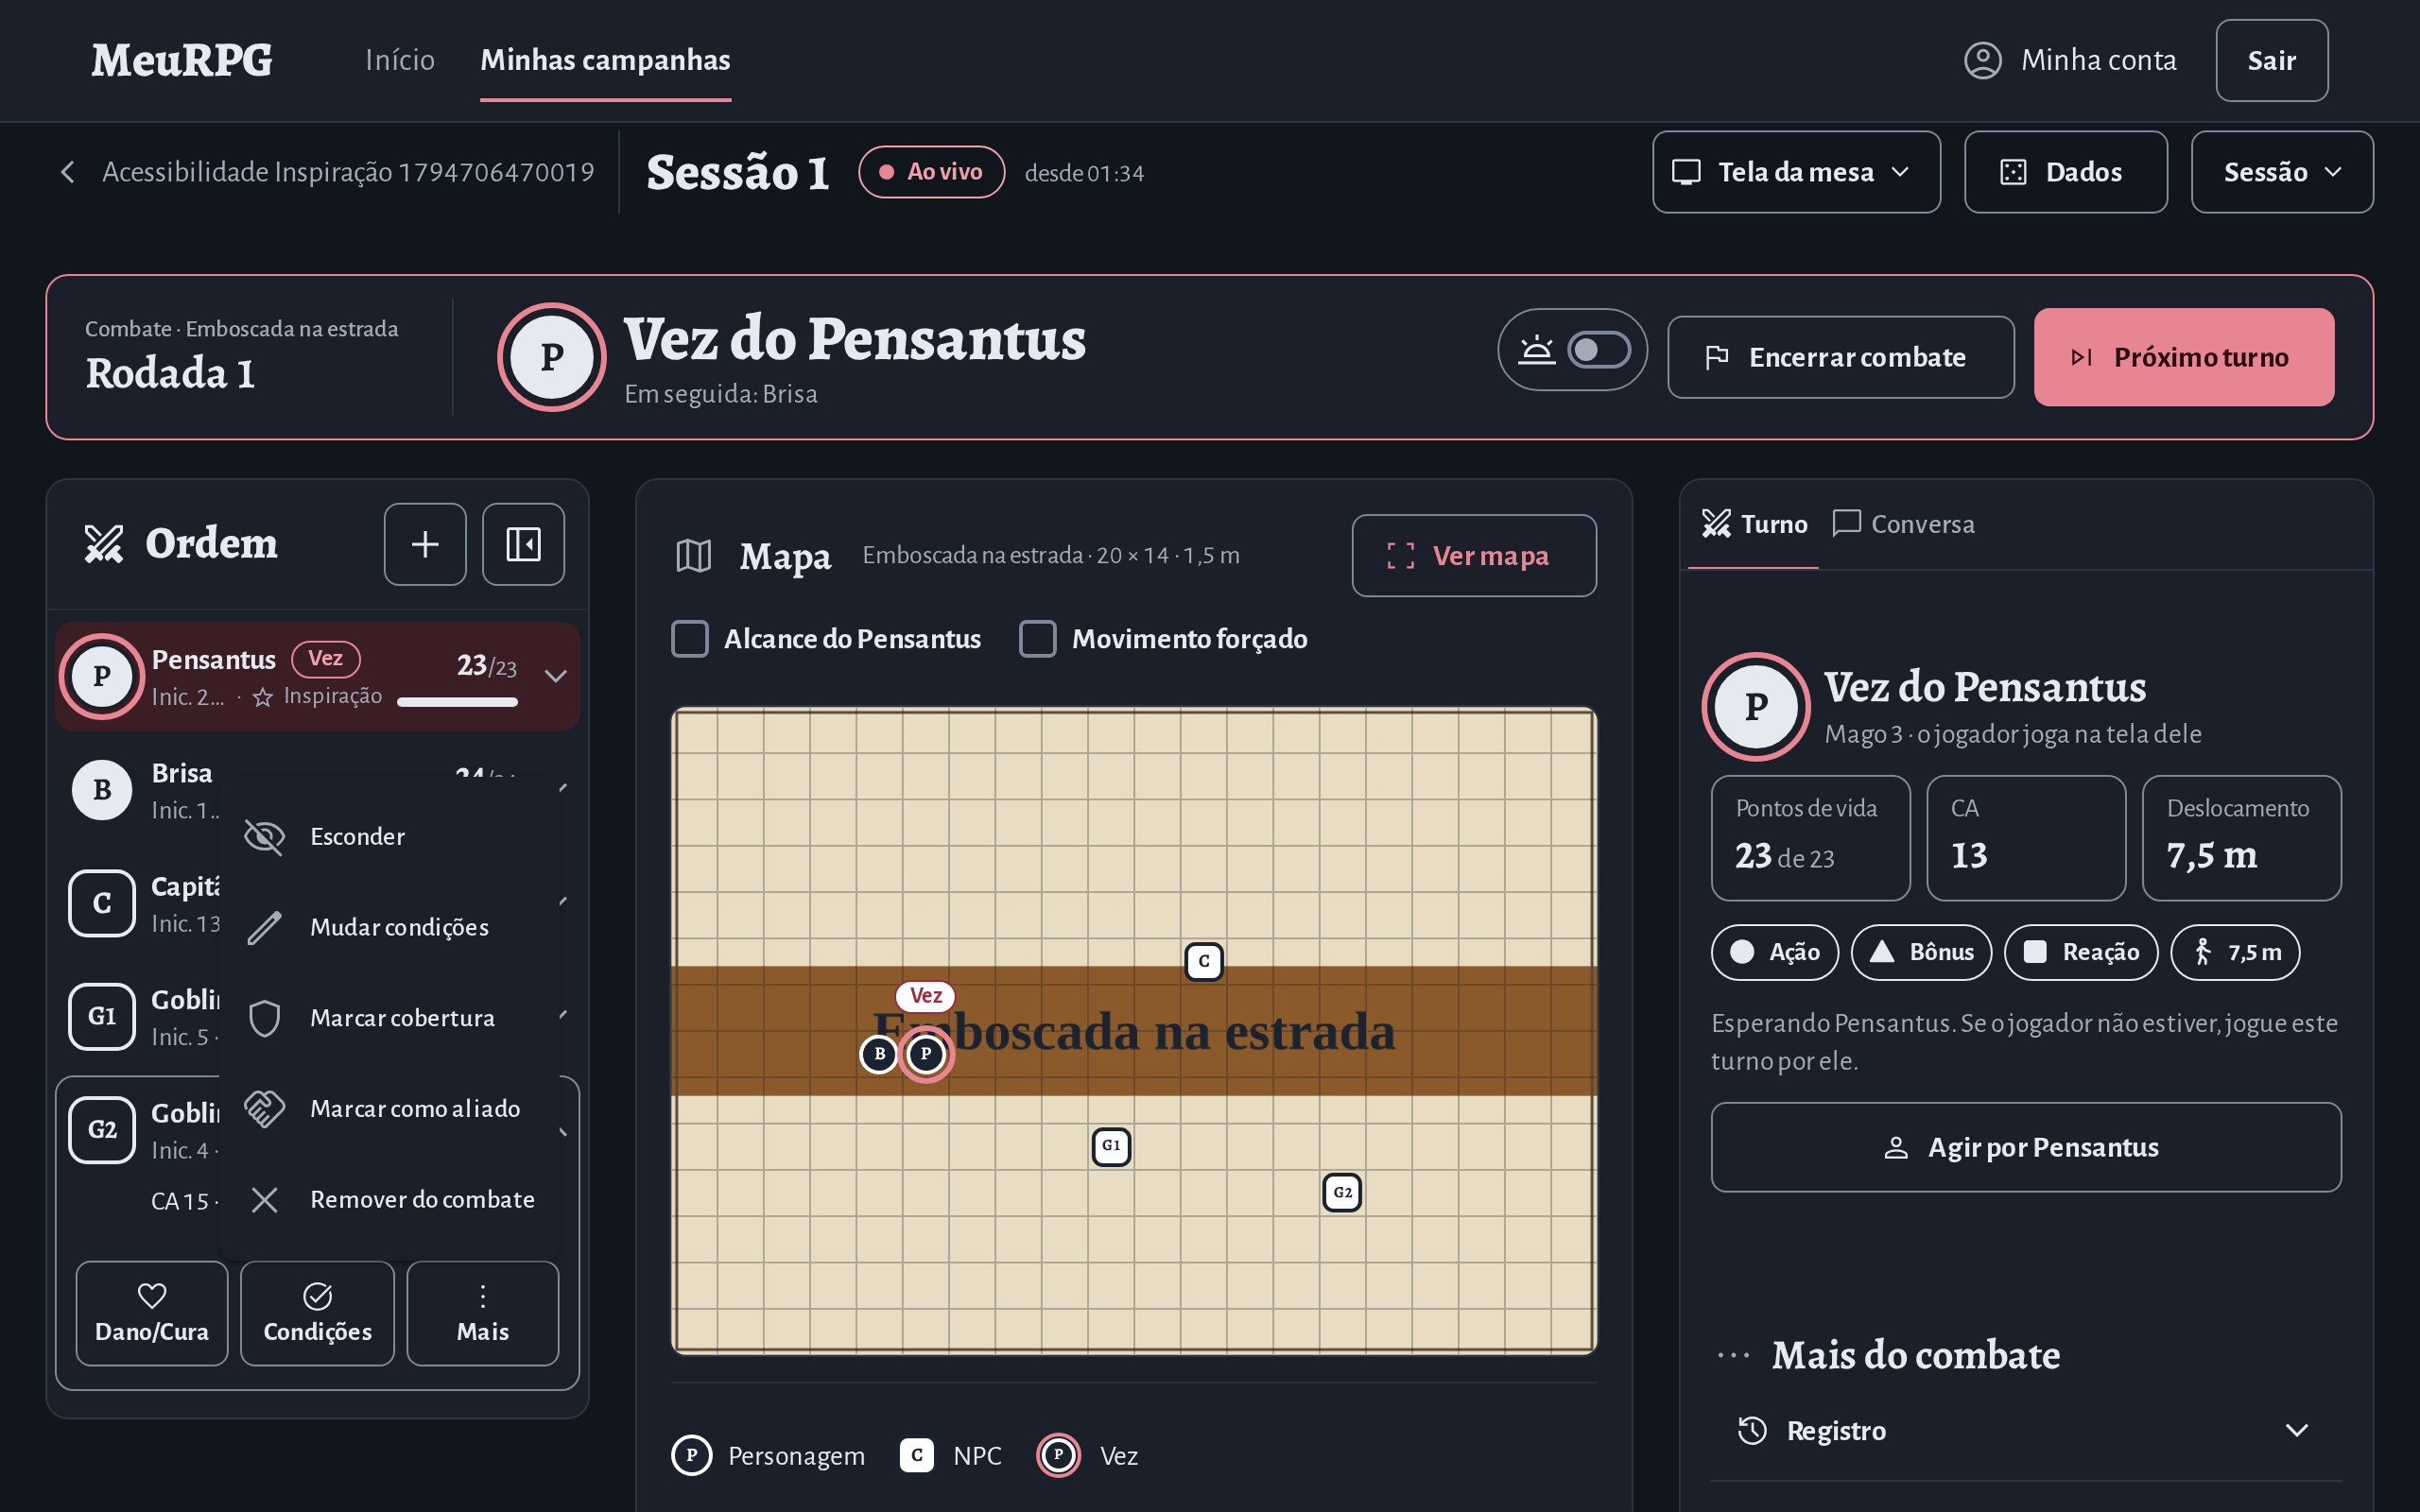 MeuRPG
Início
Minhas campanhas
Minha conta
Sair
Acessibilidade Inspiração 1794706470019
Sessão 1
Ao vivo
desde 01:34
Tela da mesa
Dados
Sessão
Combate · Emboscada na estrada
Rodada 1
P
Vez do Pensantus
Em seguida: Brisa
Encerrar combate
Próximo turno
Ordem
P
Pensantus
Vez
23/23
Inic. 2...
· Inspiração
B
Brisa
Inic. 1...
C
Inic. 13
G1
Inic. 5 ·
G2
Inic. 4 ·
CA 15 ·
Esconder
Mudar condições
Marcar cobertura
Marcar como aliado
Remover do combate
Dano/Cura
Condições
Mais
Mapa
Emboscada na estrada · 20 × 14 · 1,5 m
Ver mapa
Alcance do Pensantus
Movimento forçado
C
Vez
Emboscada na estrada
B
P
G1
G2
P
Personagem
C
NPC
P
Vez
Turno
Conversa
P
Vez do Pensantus
Mago 3 · o jogador joga na tela dele
Pontos de vida
23 de 23
CA
13
Deslocamento
7,5 m
Ação
Bônus
Reação
7,5 m
Esperando Pensantus. Se o jogador não estiver, jogue este
turno por ele.
Agir por Pensantus
Mais do combate
Registro